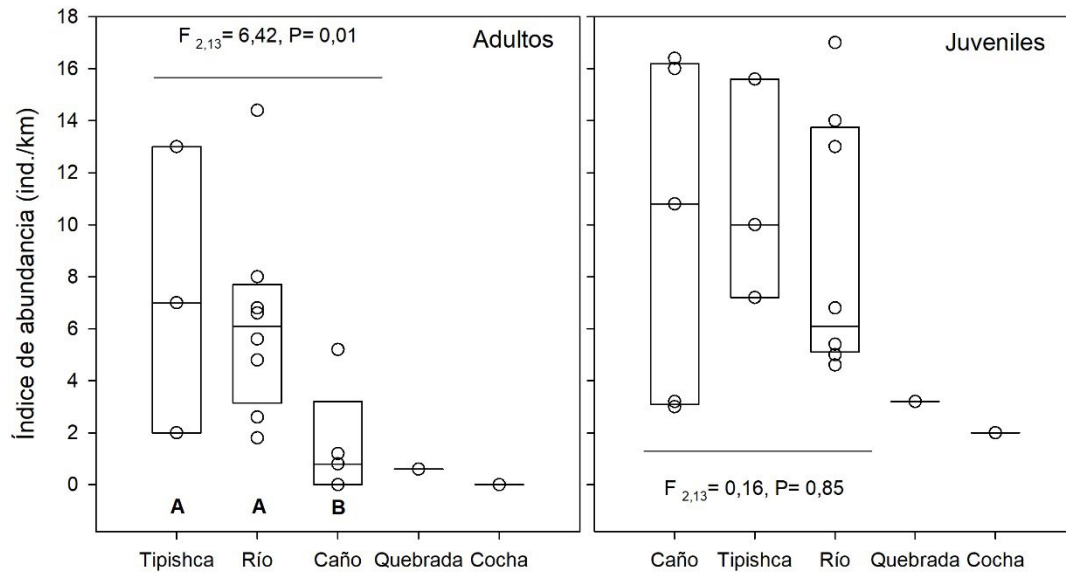 Índice de abundancia (ind./km)
18
16
14
12
10
8
6
4
2
0
F 2,13= 6,42, P= 0,01
Adultos
A A B
Tipishca Río Caño Quebrada Cocha
Juveniles
F 2,13= 0,16, P= 0,85
Caño Tipishca Río Quebrada Cocha